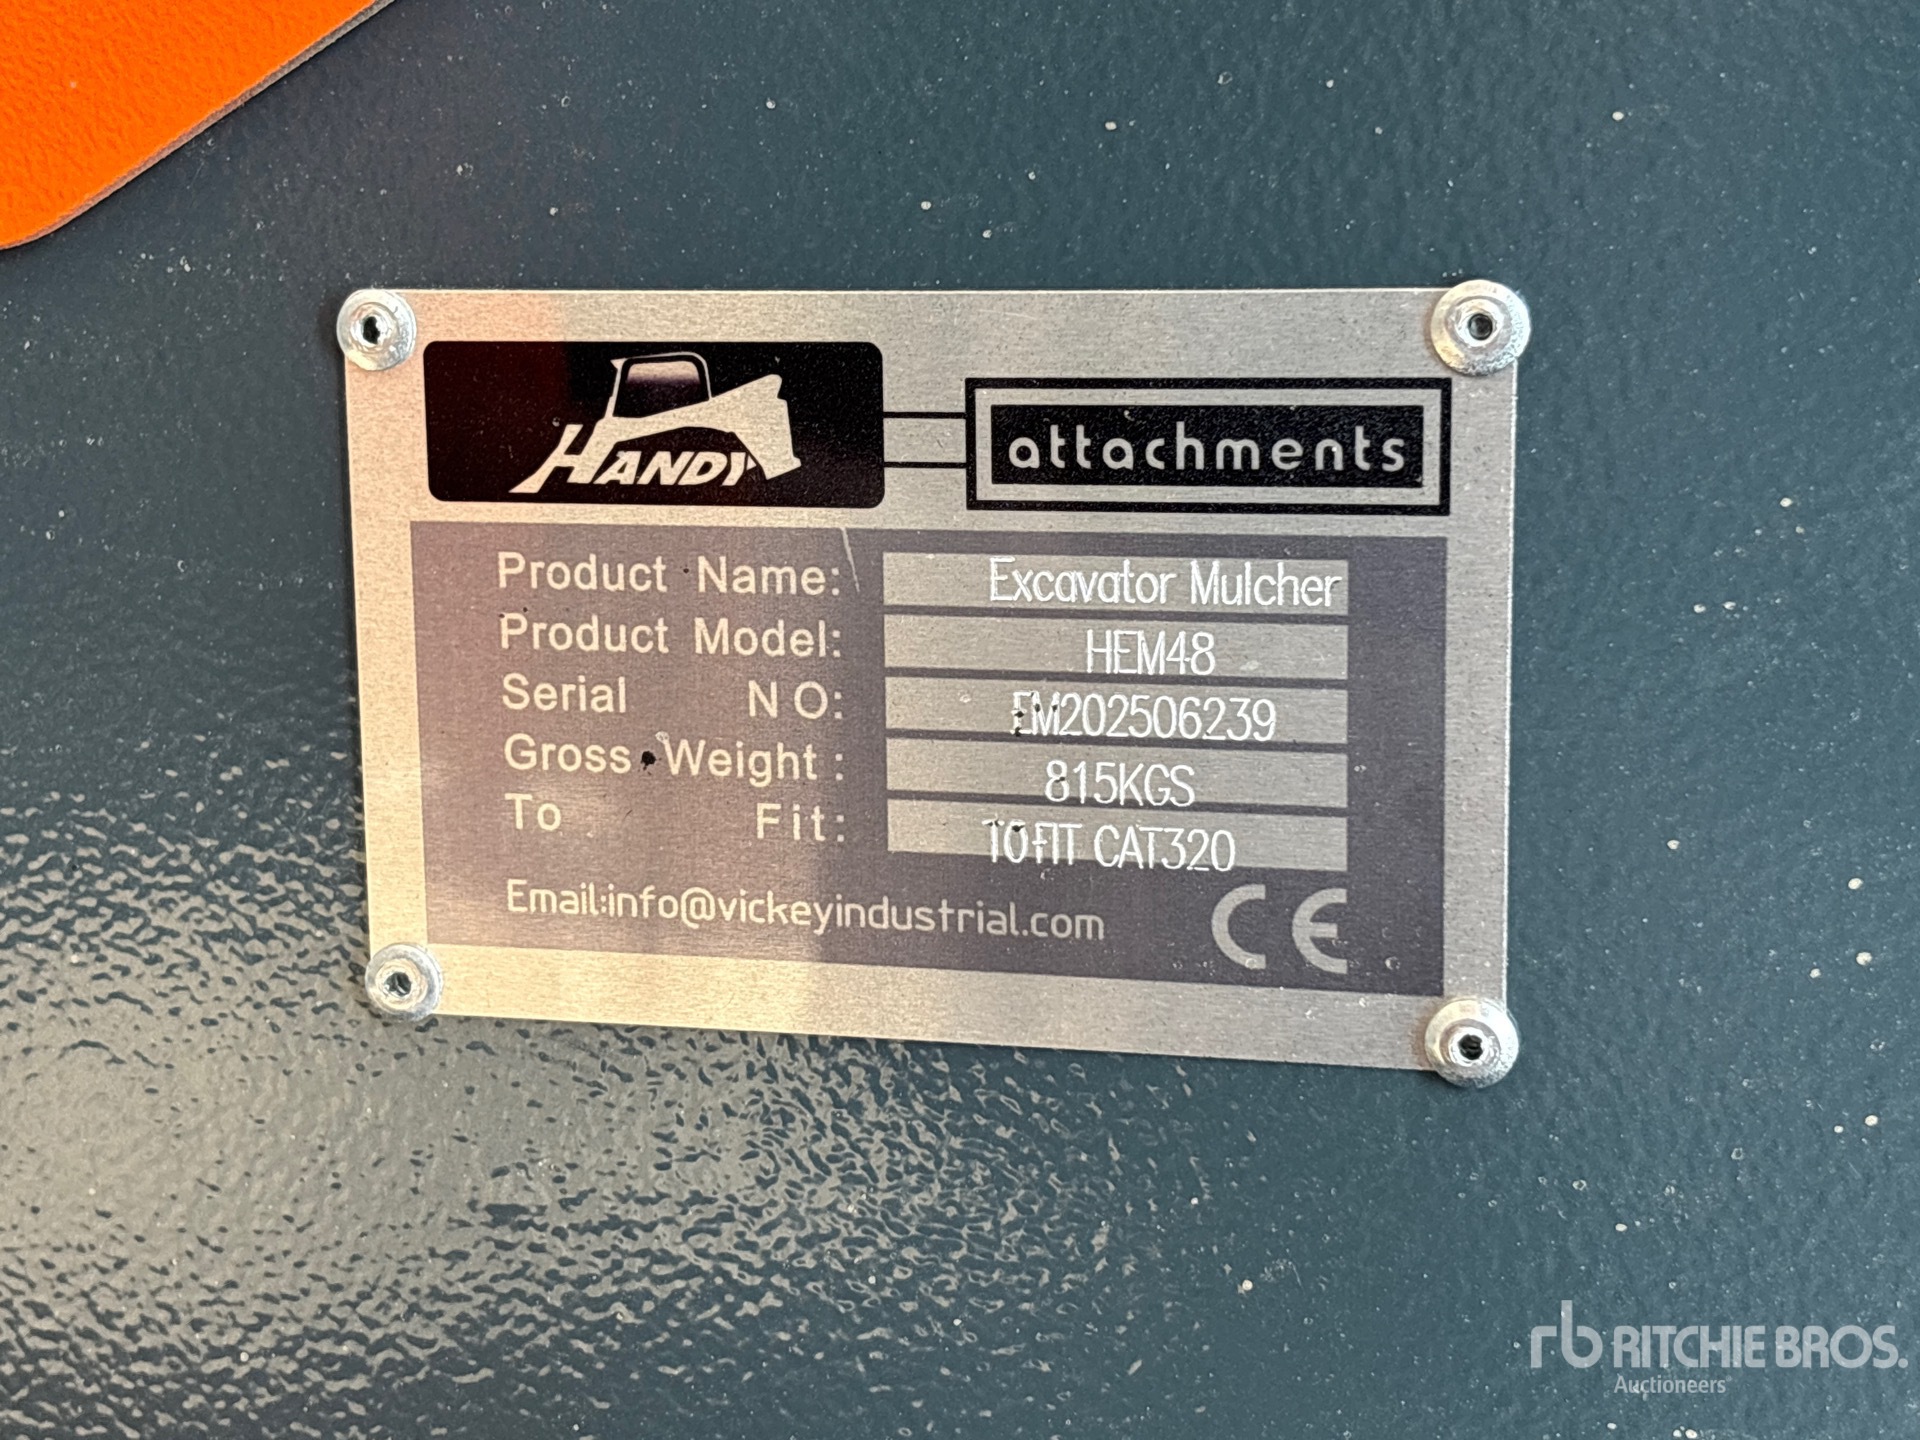 HANDY
attachments
Product Name: Excavator Mulcher
Product Model: HEM48
Serial NO: EM202506239
Gross Weight: 815KGS
To Fit: TO FIT CAT320
Email:info@vickeyindustrial.com
CE
rb RITCHIE BROS.
Auctioneers